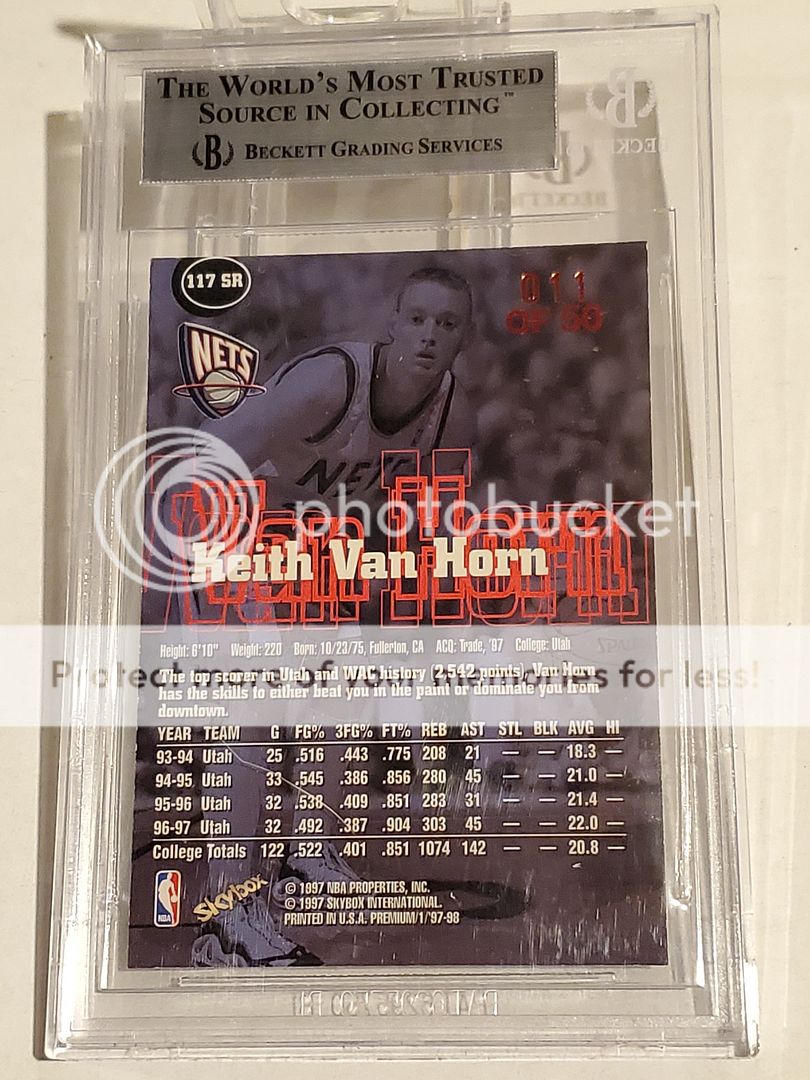 THE WORLD'S MOST TRUSTED
SOURCE IN COLLECTING™
B BECKETT GRADING SERVICES
117 SR
011
OF 50
NETS
NETS
Van Horn
photobucket
Keith Van Horn
Height: 6'10" Weight: 220 Born: 10/23/75, Fullerton, CA ACQ: Trade, '97 College: Utah
Protect more of your memories for less!
The top scorer in Utah and WAC history (2,542 points), Van Horn
has the skills to either beat you in the paint or dominate you from
downtown.
YEAR TEAM G FG% 3FG% FT% REB AST STL BLK AVG HI
93-94 Utah 25 .516 .443 .775 208 21 — — 18.3 —
94-95 Utah 33 .545 .386 .856 280 45 — — 21.0 —
95-96 Utah 32 .538 .409 .851 283 31 — — 21.4 —
96-97 Utah 32 .492 .387 .904 303 45 — — 22.0 —
College Totals 122 .522 .401 .851 1074 142 — — 20.8 —
NBA
SkyBox
© 1997 NBA PROPERTIES, INC.
© 1997 SKYBOX INTERNATIONAL.
PRINTED IN U.S.A. PREMIUM/1/'97-98